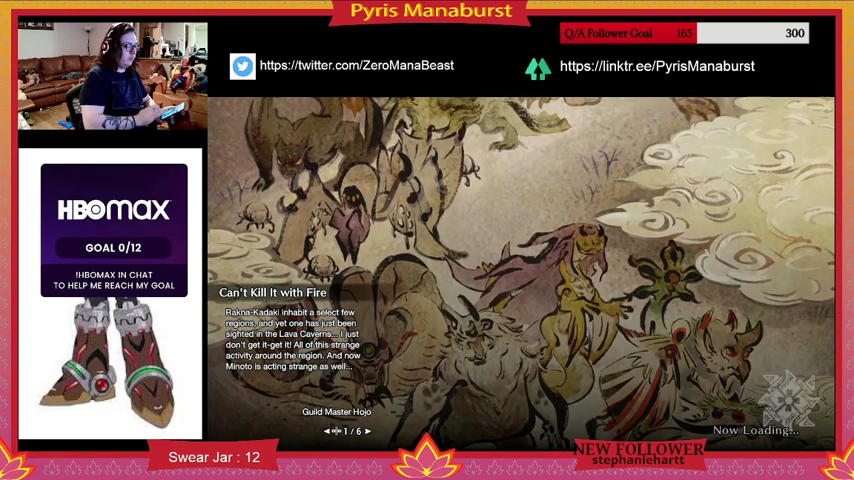 Pyris Manaburst
Q/A Follower Goal 165 300
https://twitter.com/ZeroManaBeast
https://linktr.ee/PyrisManaburst
HBOMAX
GOAL 0/12
!HBOMAX IN CHAT
TO HELP ME REACH MY GOAL
Can't Kill It with Fire
Rakna-Kadaki inhabit a select few
regions, and yet one has just been
sighted in the Lava Caverns... I just
don't get it-get it! All of this strange
activity around the region. And now
Minoto is acting strange as well...
Guild Master Hojo
1 / 6
Now Loading...
Swear Jar : 12
NEW FOLLOWER
stephaniehartt